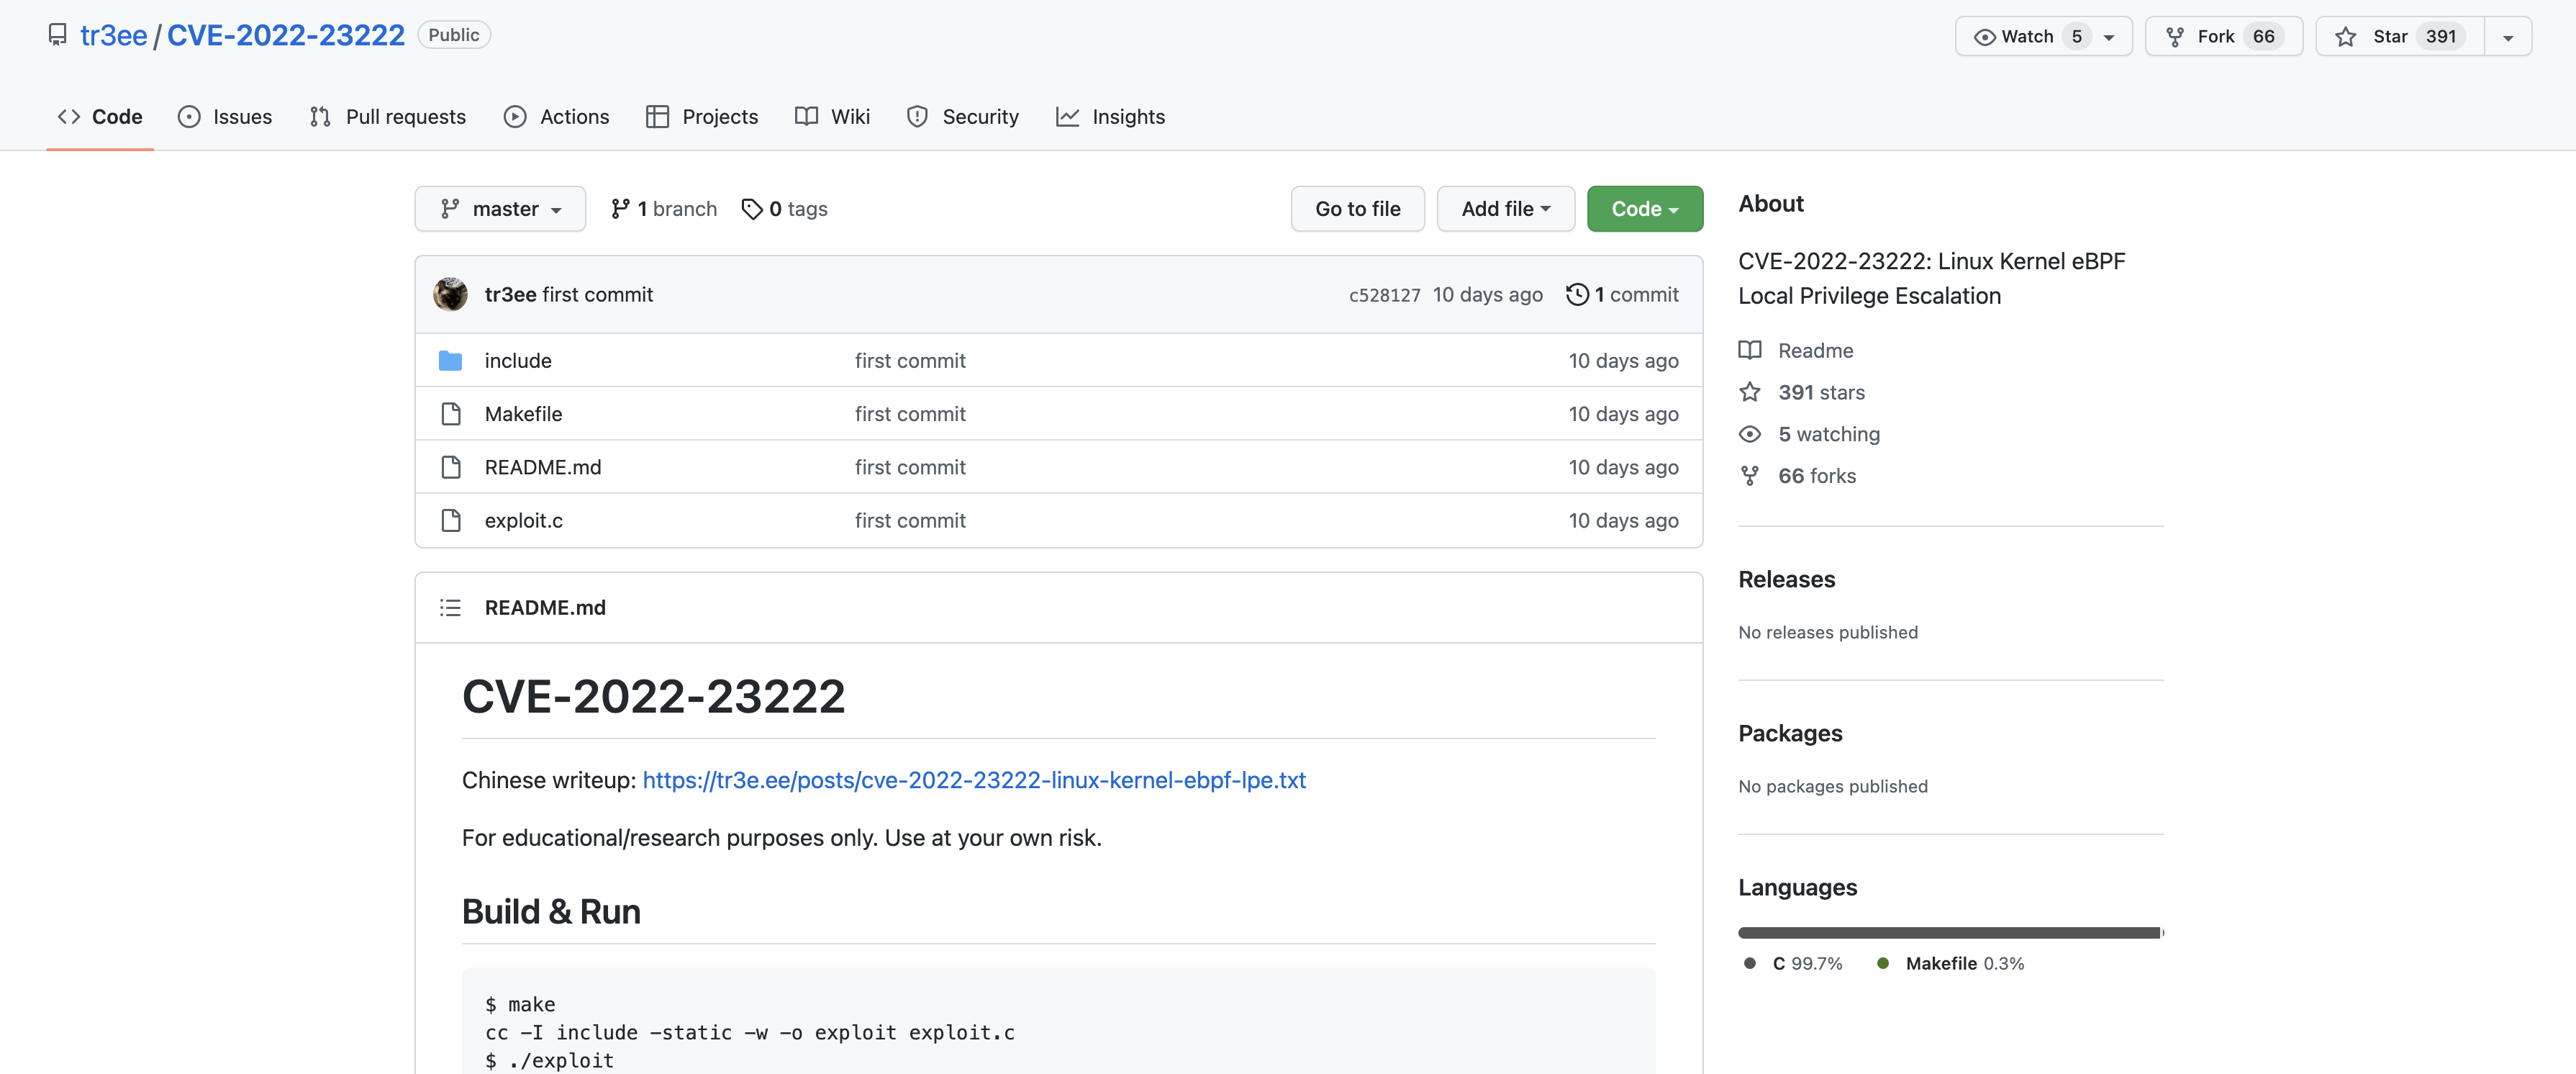 tr3ee / CVE-2022-23222 Public
Watch 5 Fork 66 Star 391
Code Issues Pull requests Actions Projects Wiki Security Insights
master 1 branch 0 tags Go to file Add file Code
tr3ee first commit c528127 10 days ago 1 commit
include first commit 10 days ago
Makefile first commit 10 days ago
README.md first commit 10 days ago
exploit.c first commit 10 days ago
README.md
CVE-2022-23222
Chinese writeup: https://tr3e.ee/posts/cve-2022-23222-linux-kernel-ebpf-lpe.txt
For educational/research purposes only. Use at your own risk.
Build & Run
$ make
cc -I include -static -w -o exploit exploit.c
$ ./exploit
About
CVE-2022-23222: Linux Kernel eBPF
Local Privilege Escalation
Readme
391 stars
5 watching
66 forks
Releases
No releases published
Packages
No packages published
Languages
C 99.7% Makefile 0.3%